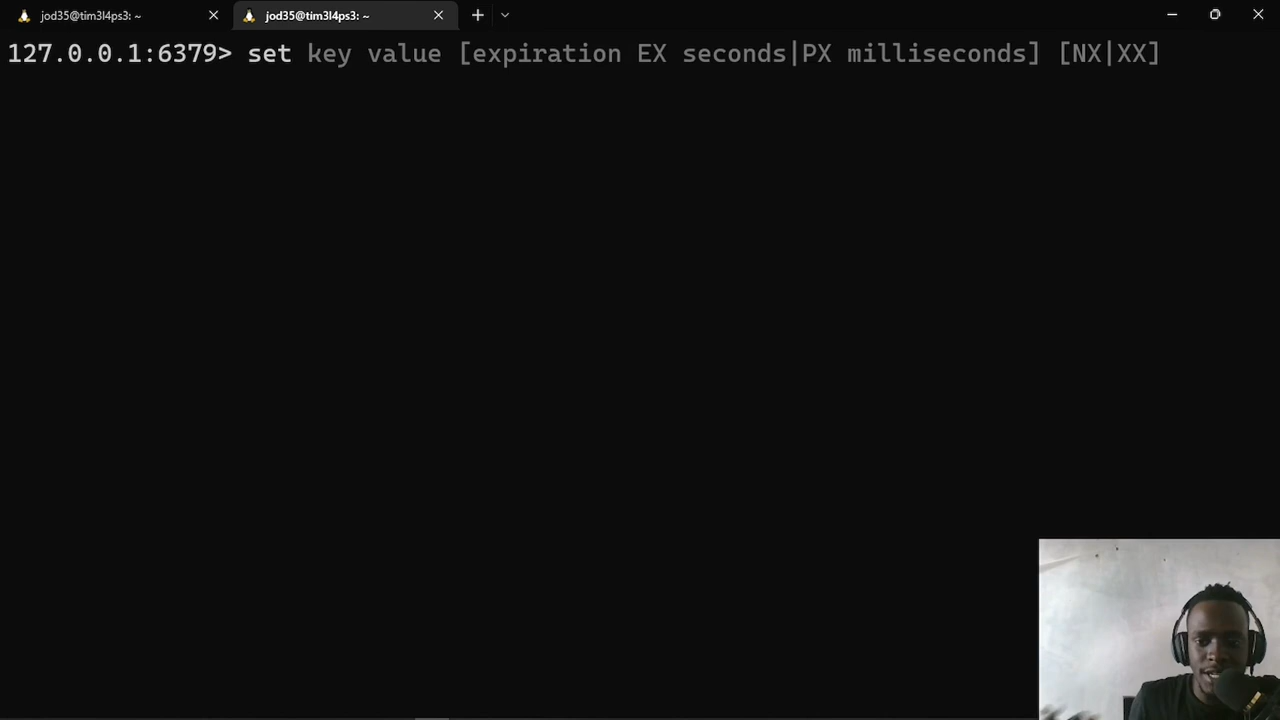 jod35@tim3l4ps3: ~
jod35@tim3l4ps3: ~
127.0.0.1:6379> set key value [expiration EX seconds|PX milliseconds] [NX|XX]